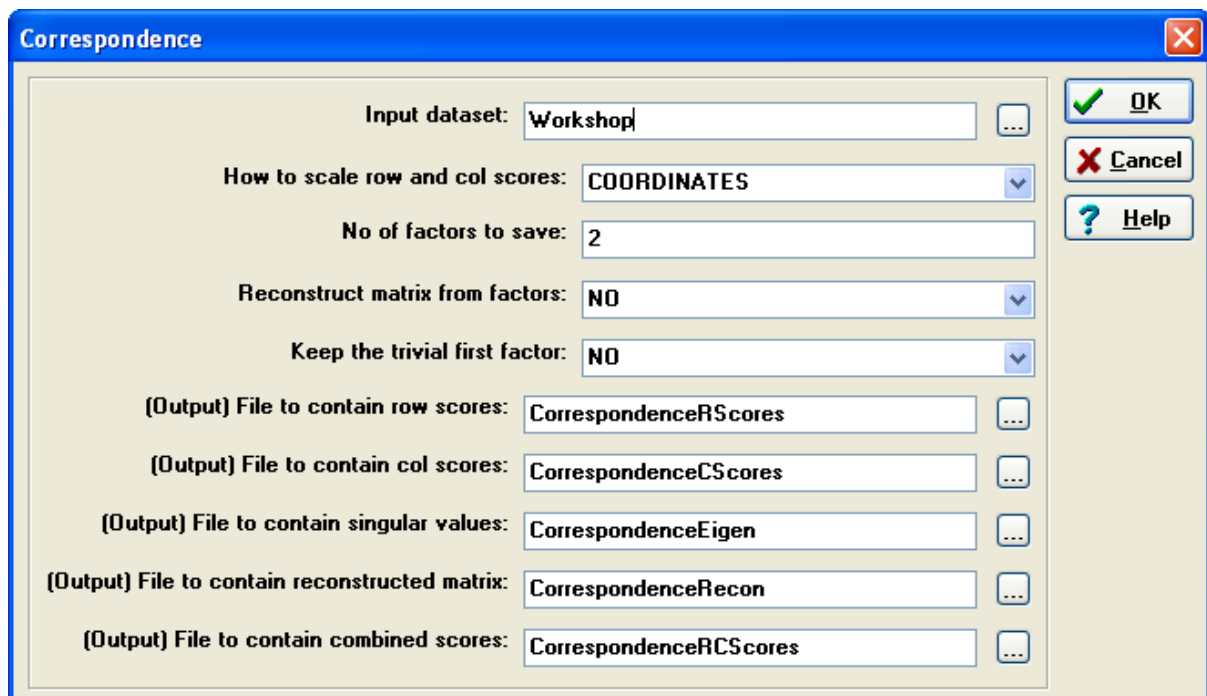 Correspondence
Input dataset: Workshop ...
OK
How to scale row and col scores: COORDINATES
Cancel
No of factors to save: 2
Help
Reconstruct matrix from factors: NO
Keep the trivial first factor: NO
(Output) File to contain row scores: CorrespondenceRScores ...
(Output) File to contain col scores: CorrespondenceCScores ...
(Output) File to contain singular values: CorrespondenceEigen ...
(Output) File to contain reconstructed matrix: CorrespondenceRecon ...
(Output) File to contain combined scores: CorrespondenceRCScores ...